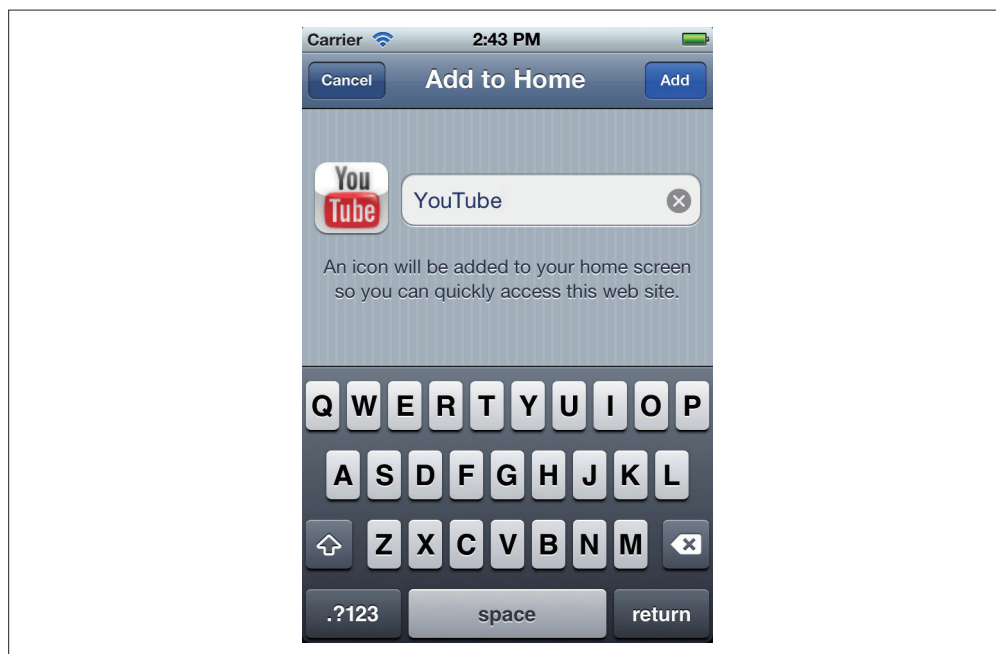 Carrier 2:43 PM
Cancel Add to Home Add
You
Tube YouTube
An icon will be added to your home screen
so you can quickly access this web site.
Q W E R T Y U I O P
A S D F G H J K L
Z X C V B N M
.?123 space return